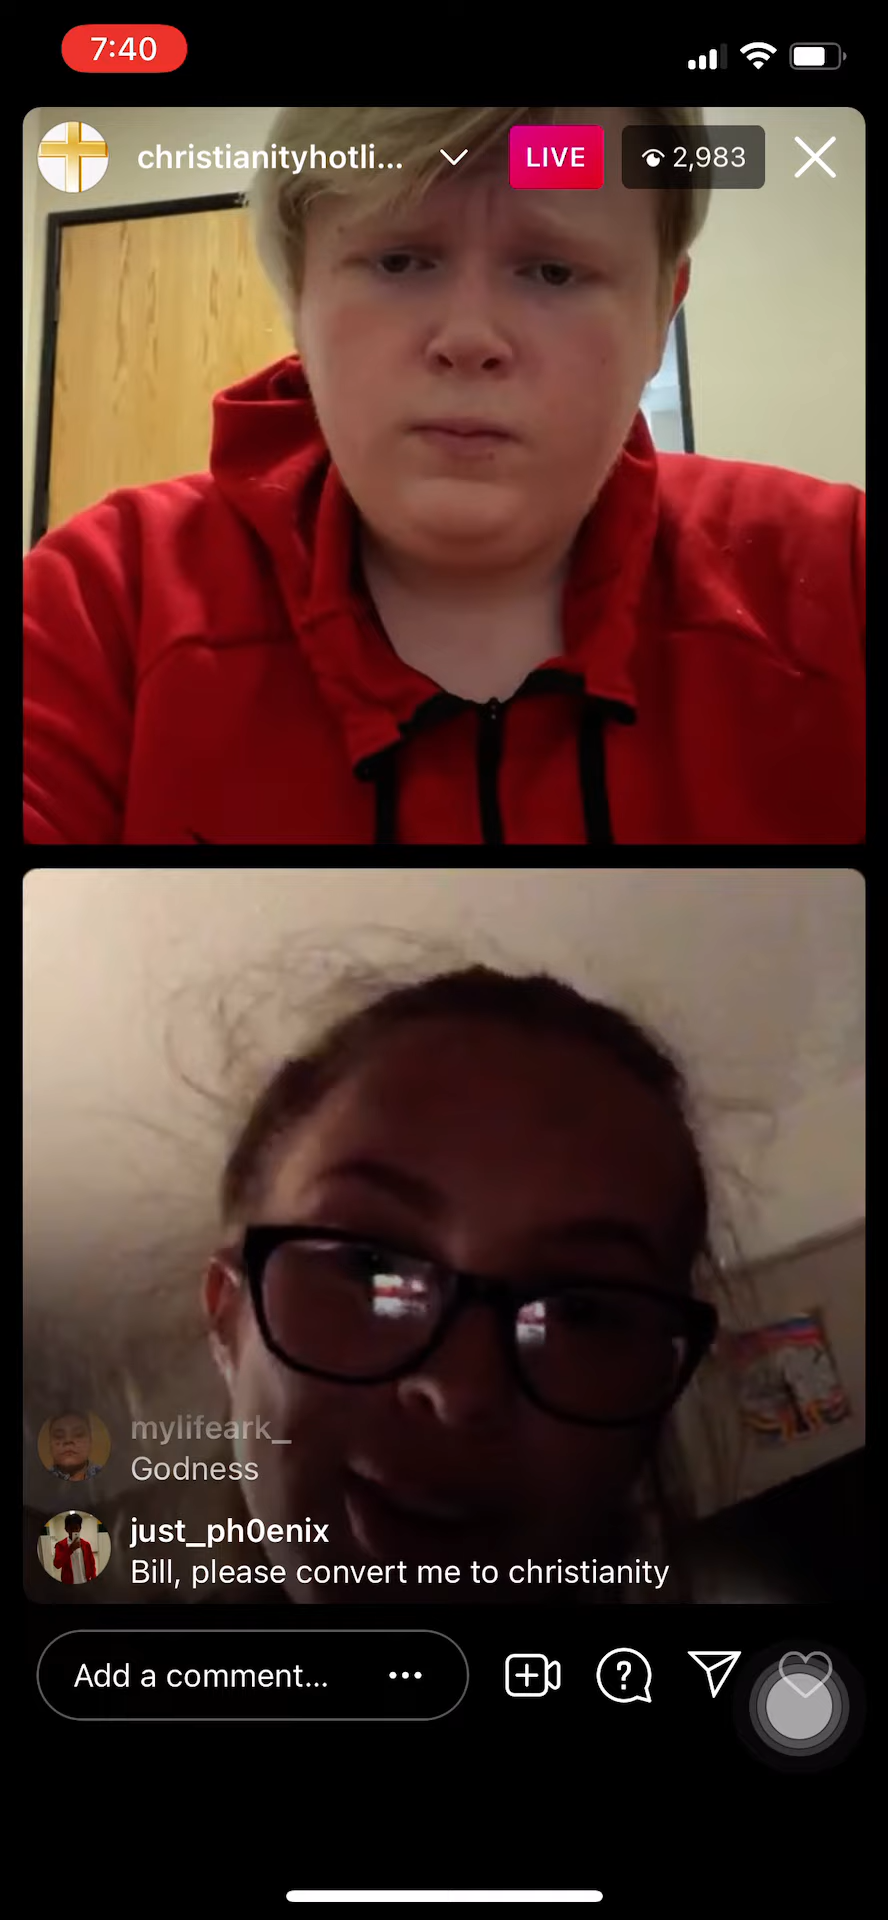 7:40
christianityhotli...
LIVE
2,983
mylifeark_
Godness
just_ph0enix
Bill, please convert me to christianity
Add a comment...